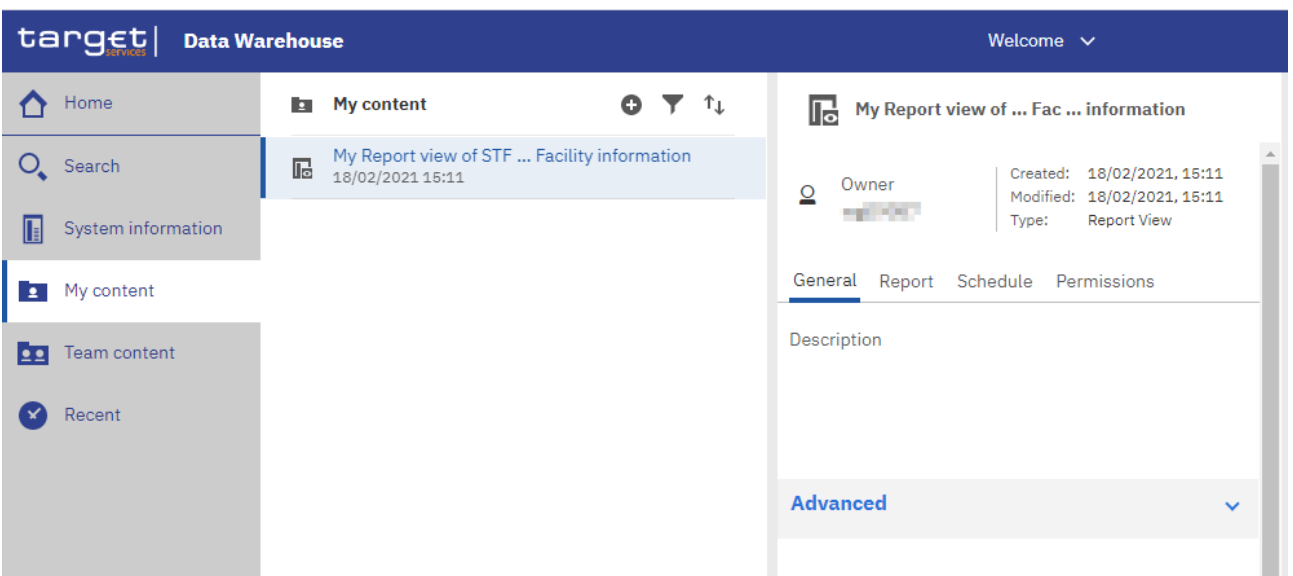 target services Data Warehouse Welcome
Home
Search
System information
My content
Team content
Recent
My content
My Report view of STF ... Facility information
18/02/2021 15:11
My Report view of ... Fac ... information
Owner
Created: 18/02/2021, 15:11
Modified: 18/02/2021, 15:11
Type: Report View
General Report Schedule Permissions
Description
Advanced